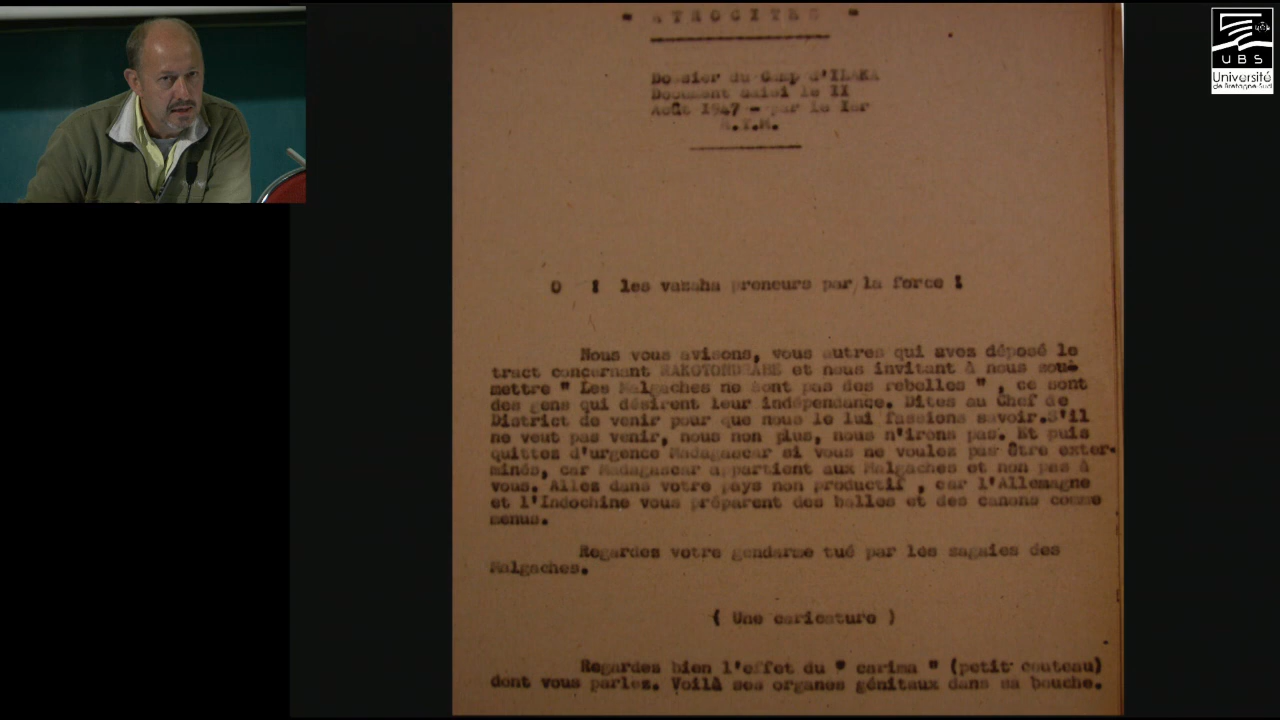 " ATROCITES "
Dossier du Camp d'ILAKA
Document saisi le II
Août 1947 - par le Ier
R.T.M.
O ! les vazaha preneurs par la force !
Nous vous avisons, vous autres qui avez déposé le
tract concernant RAKOTONDRABE et nous invitant à nous sou-
mettre " Les Malgaches ne sont pas des rebelles " , ce sont
des gens qui désirent leur indépendance. Dites au Chef de
District de venir pour que nous le lui fassions savoir.S'il
ne veut pas venir, nous non plus, nous n'irons pas. Et puis
quittez d'urgence Madagascar si vous ne voulez pas être exter-
minés, car Madagascar appartient aux Malgaches et non pas à
vous. Allez dans votre pays non productif , car l'Allemagne
et l'Indochine vous préparent des balles et des canons comme
menus.
Regardez votre gendarme tué par les sagaies des
Malgaches.
( Une caricature )
Regardez bien l'effet du " carima " (petit couteau)
dont vous parlez. Voilà ses organes génitaux dans sa bouche.
UBS
Université
de Bretagne-Sud